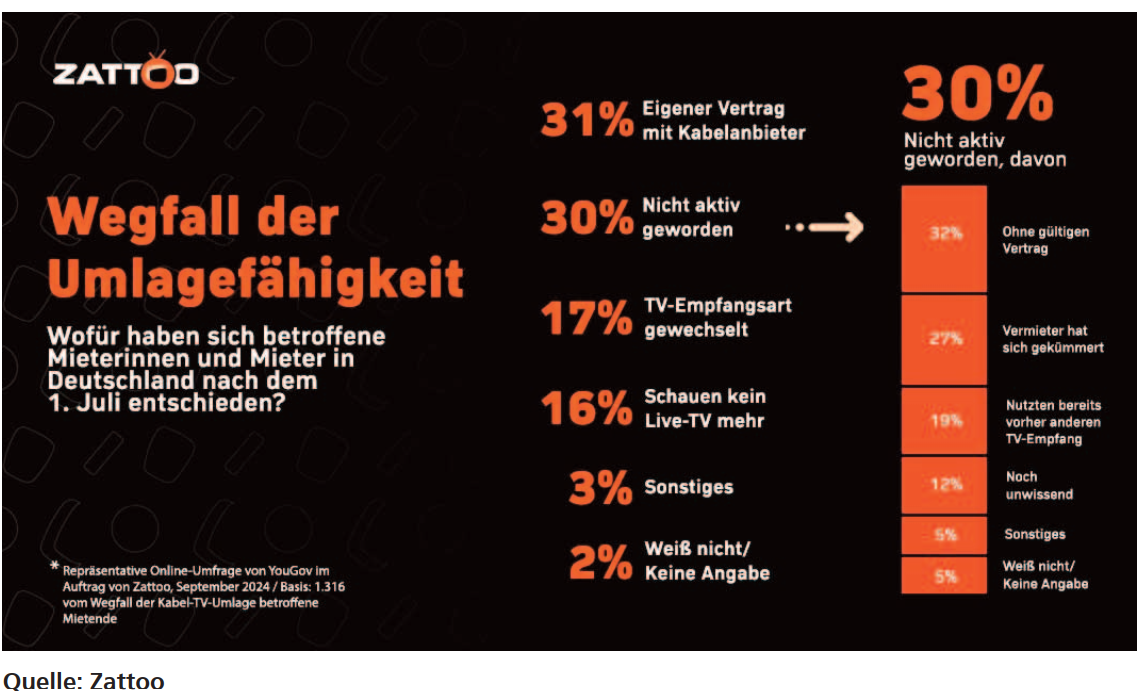 ZATTOO
Wegfall der
Umlagefähigkeit
Wofür haben sich betroffene
Mieterinnen und Mieter in
Deutschland nach dem
1. Juli entschieden?
* Repräsentative Online-Umfrage von YouGov im
Auftrag von Zattoo, September 2024 / Basis: 1.316
vom Wegfall der Kabel-TV-Umlage betroffene
Mietende
31% Eigener Vertrag
mit Kabelanbieter
30% Nicht aktiv
geworden
17% TV-Empfangsart
gewechselt
16% Schauen kein
Live-TV mehr
3% Sonstiges
2% Weiß nicht/
Keine Angabe
30%
Nicht aktiv
geworden, davon
32% Ohne gültigen
Vertrag
27% Vermieter hat
sich gekümmert
19% Nutzten bereits
vorher anderen
TV-Empfang
12% Noch
unwissend
5% Sonstiges
5% Weiß nicht/
Keine Angabe
Quelle: Zattoo